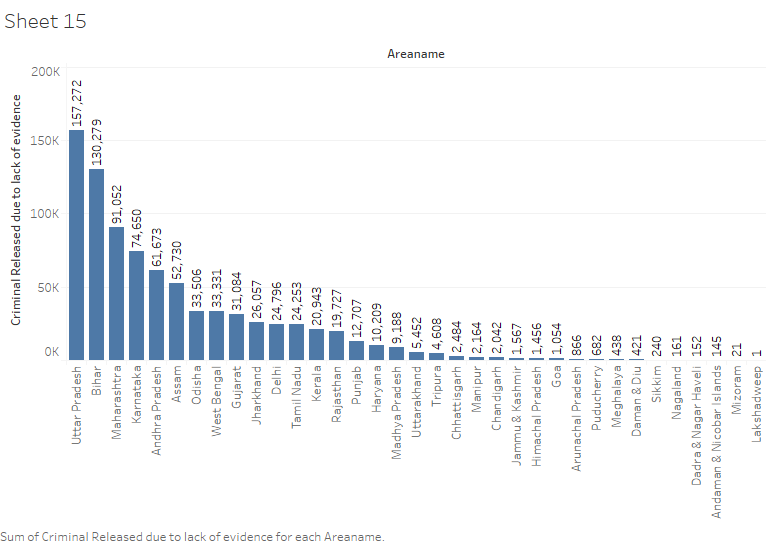 Sheet 15
Areaname
Criminal Released due to lack of evidence
200K
150K
100K
50K
0K
157,272
130,279
91,052
74,650
61,673
52,730
33,506
33,331
31,084
26,057
24,796
24,253
20,943
19,727
12,707
10,209
9,188
5,452
4,608
2,484
2,164
2,042
1,567
1,456
1,054
866
682
438
421
240
161
152
145
21
1
Uttar Pradesh
Bihar
Maharashtra
Karnataka
Andhra Pradesh
Assam
Odisha
West Bengal
Gujarat
Jharkhand
Delhi
Tamil Nadu
Kerala
Rajasthan
Punjab
Haryana
Madhya Pradesh
Uttarakhand
Tripura
Chhattisgarh
Manipur
Chandigarh
Jammu & Kashmir
Himachal Pradesh
Goa
Arunachal Pradesh
Puducherry
Meghalaya
Daman & Diu
Sikkim
Nagaland
Dadra & Nagar Haveli
Andaman & Nicobar Islands
Mizoram
Lakshadweep
Sum of Criminal Released due to lack of evidence for each Areaname.